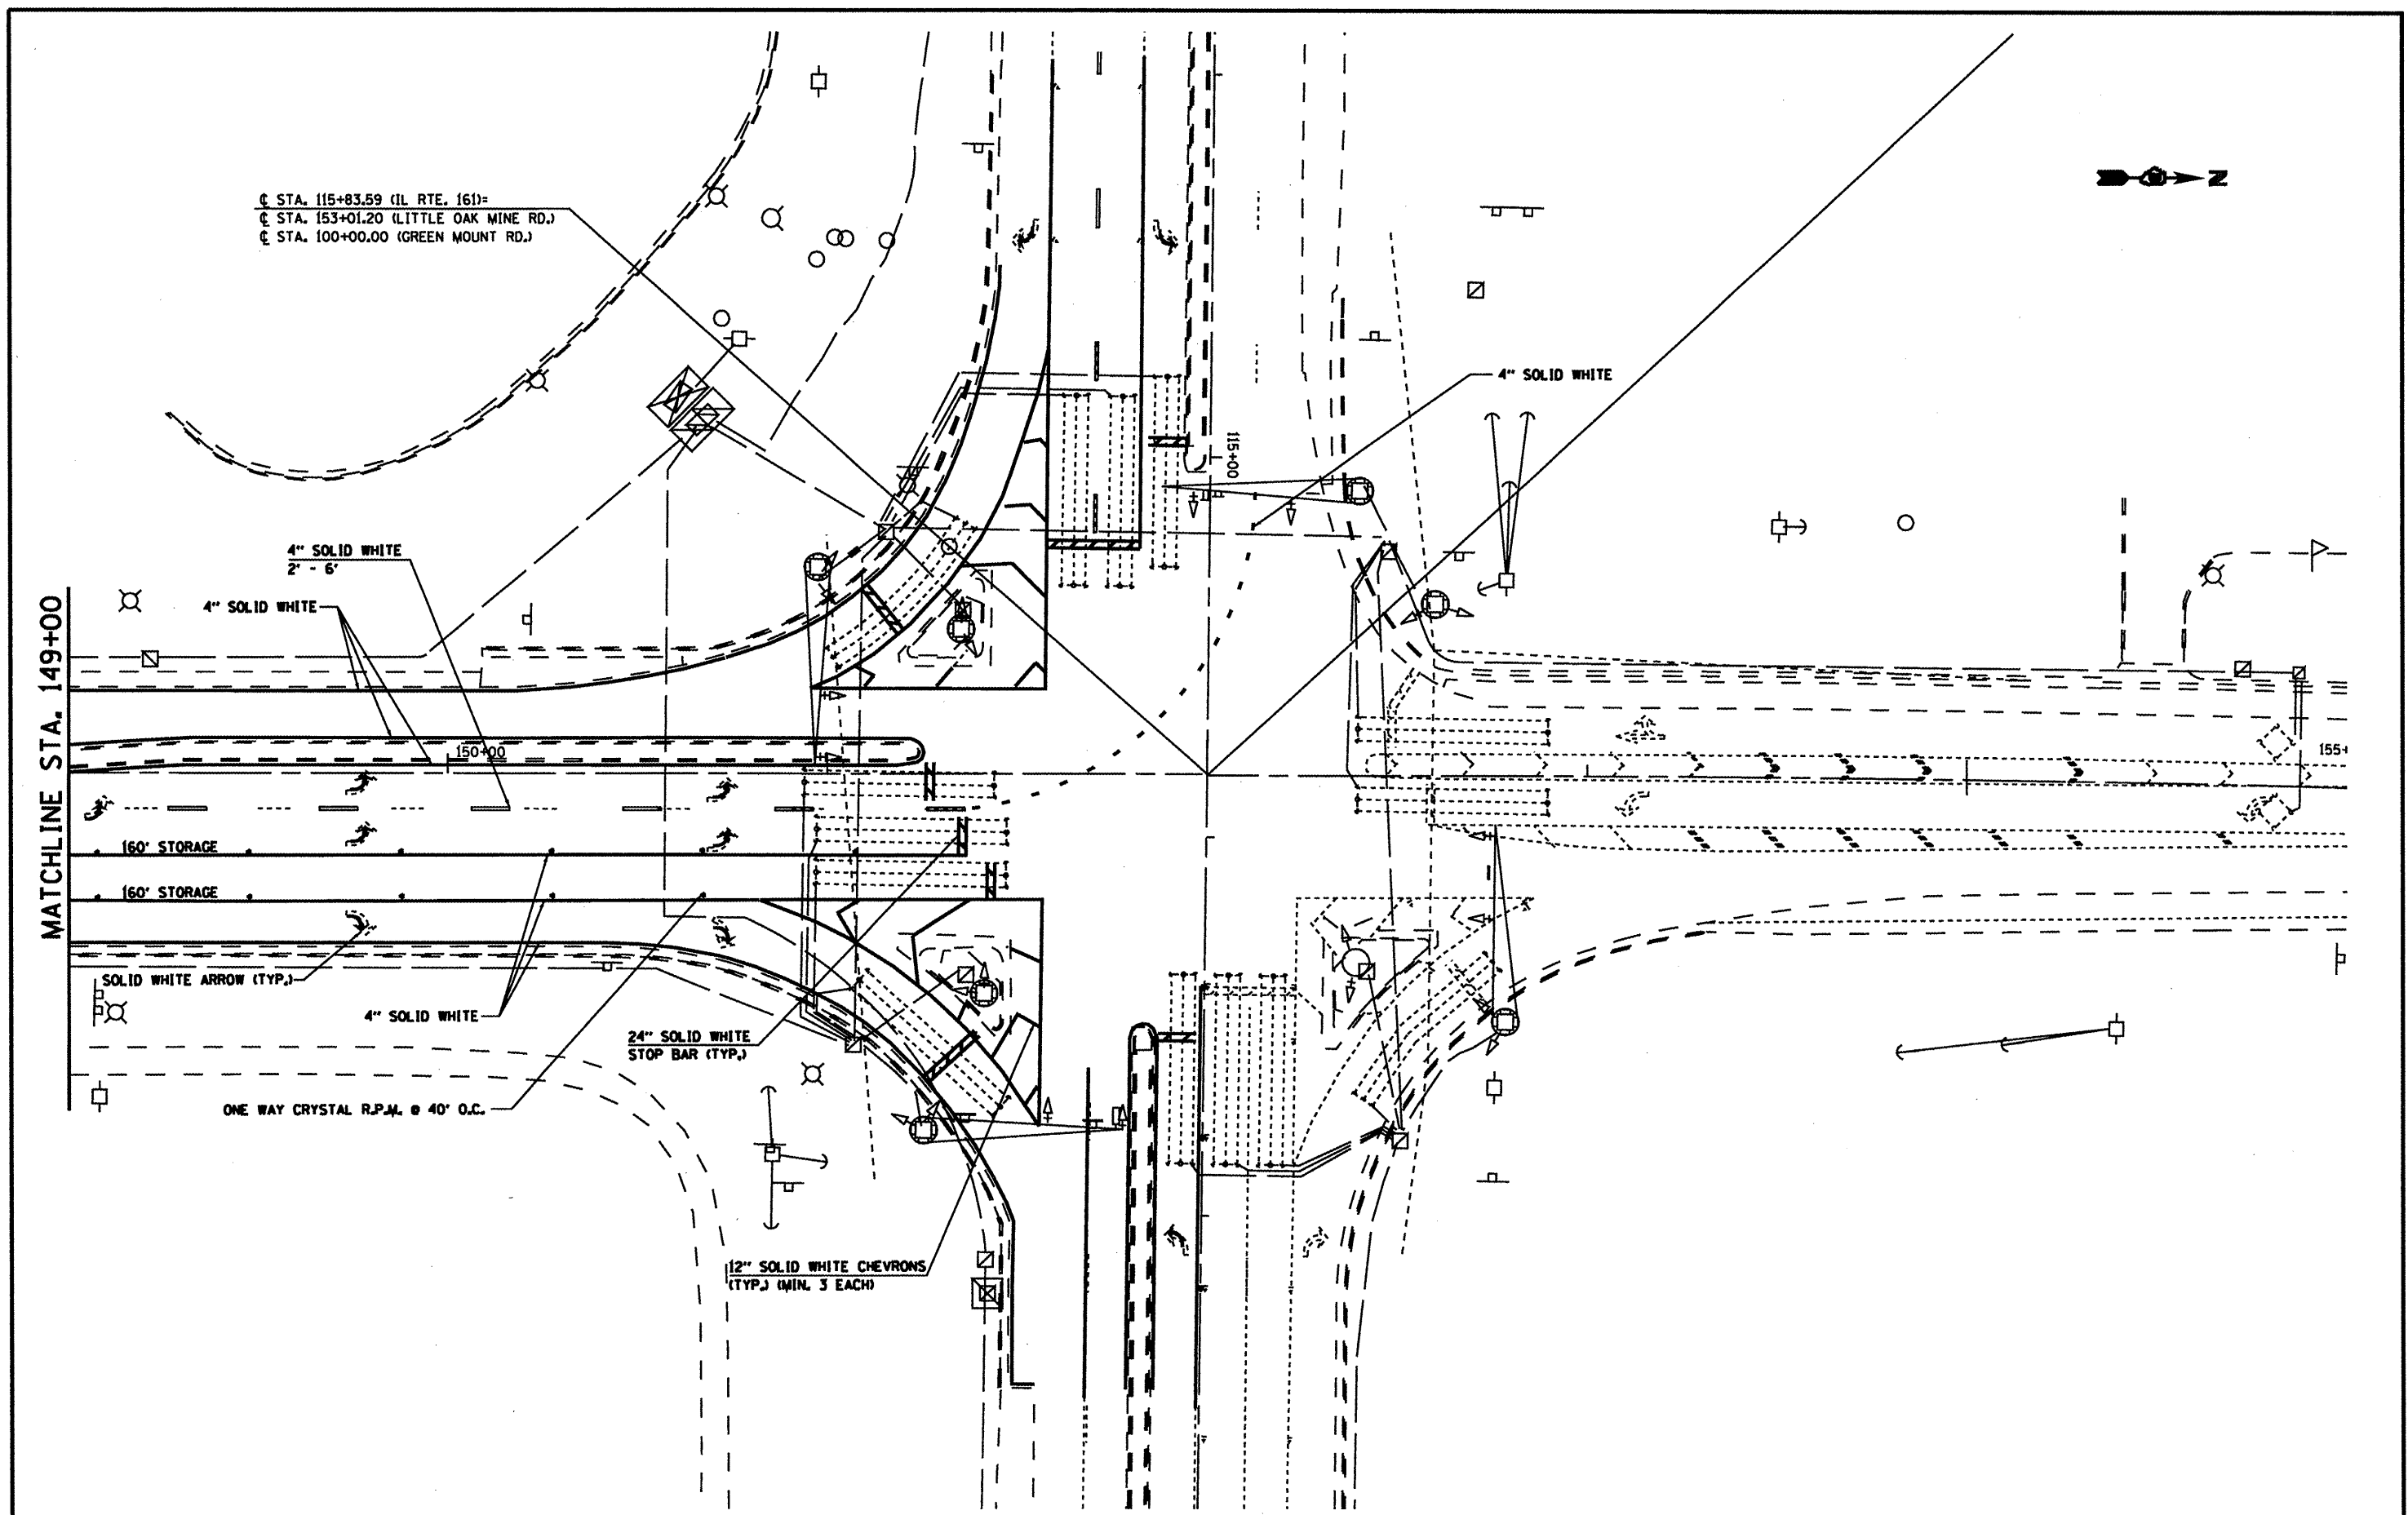 ℄ STA. 115+83.59 (IL RTE. 161)=
℄ STA. 153+01.20 (LITTLE OAK MINE RD.)
℄ STA. 100+00.00 (GREEN MOUNT RD.)
N
4" SOLID WHITE
115+00
4" SOLID WHITE
2' - 6'
4" SOLID WHITE
MATCHLINE STA. 149+00
150+00
155+
160' STORAGE
160' STORAGE
SOLID WHITE ARROW (TYP.)
4" SOLID WHITE
24" SOLID WHITE
STOP BAR (TYP.)
ONE WAY CRYSTAL R.P.M. @ 40' O.C.
12" SOLID WHITE CHEVRONS
(TYP.) (MIN. 3 EACH)